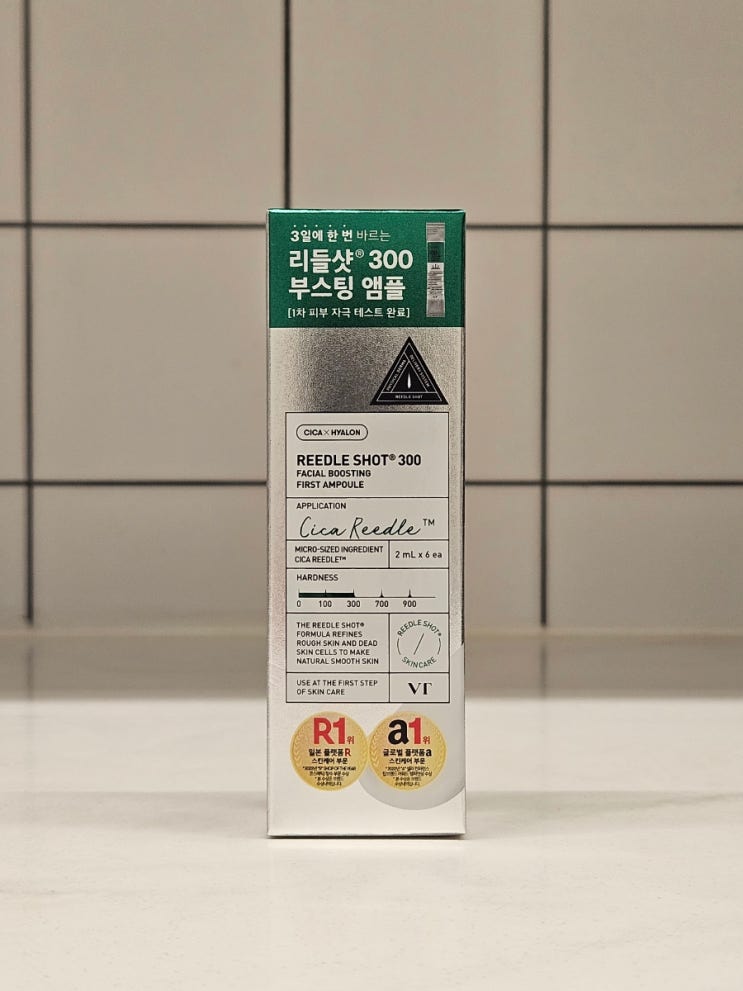 3일에 한 번 바르는
리들샷® 300
부스팅 앰플
[1차 피부 자극 테스트 완료]
REEDLE SHOT
CICA × HYALON
REEDLE SHOT® 300
FACIAL BOOSTING
FIRST AMPOULE
APPLICATION
Cica Reedle™
MICRO-SIZED INGREDIENT
CICA REEDLE™
2 mL x 6 ea
HARDNESS
0 100 300 700 900
THE REEDLE SHOT®
FORMULA REFINES
ROUGH SKIN AND DEAD
SKIN CELLS TO MAKE
NATURAL SMOOTH SKIN
REEDLE SHOT®
SKINCARE
USE AT THE FIRST STEP
OF SKIN CARE
VT
R1위
일본 플랫폼 R
스킨케어 부문
a1위
글로벌 플랫폼 a
스킨케어 부문